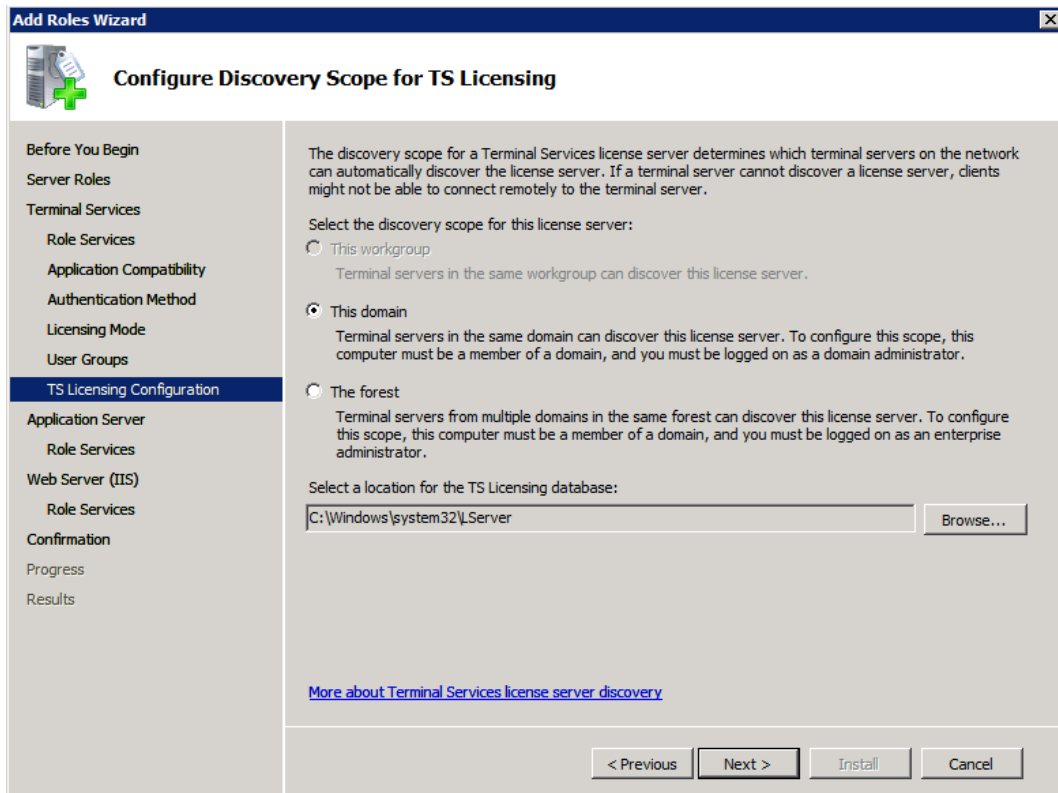 Add Roles Wizard
Configure Discovery Scope for TS Licensing
Before You Begin
Server Roles
Terminal Services
Role Services
Application Compatibility
Authentication Method
Licensing Mode
User Groups
TS Licensing Configuration
Application Server
Role Services
Web Server (IIS)
Role Services
Confirmation
Progress
Results
The discovery scope for a Terminal Services license server determines which terminal servers on the network
can automatically discover the license server. If a terminal server cannot discover a license server, clients
might not be able to connect remotely to the terminal server.
Select the discovery scope for this license server:
This workgroup
Terminal servers in the same workgroup can discover this license server.
This domain
Terminal servers in the same domain can discover this license server. To configure this scope, this
computer must be a member of a domain, and you must be logged on as a domain administrator.
The forest
Terminal servers from multiple domains in the same forest can discover this license server. To configure
this scope, this computer must be a member of a domain, and you must be logged on as an enterprise
administrator.
Select a location for the TS Licensing database:
C:\Windows\system32\LServer
Browse...
More about Terminal Services license server discovery
< Previous
Next >
Install
Cancel